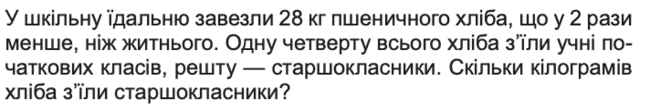 У шкільну їдальню завезли 28 кг пшеничного хліба, що у 2 рази
менше, ніж житнього. Одну четверту всього хліба з’їли учні по-
чаткових класів, решту — старшокласники. Скільки кілограмів
хліба з’їли старшокласники?